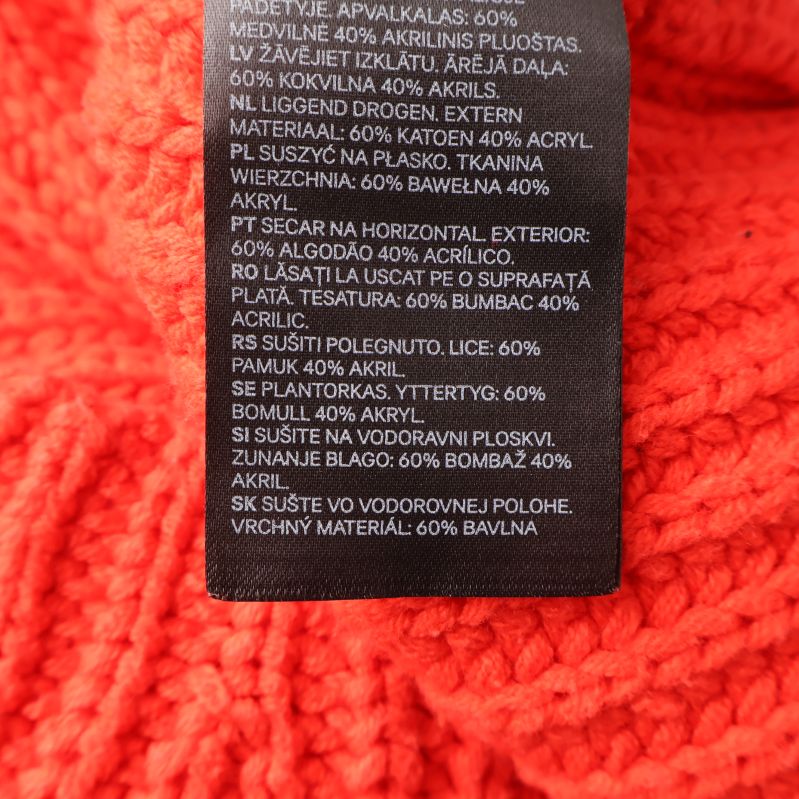 PADĖTYJE. APVALKALAS: 60%
MEDVILNĖ 40% AKRILINIS PLUOŠTAS.
LV ŽĀVĒJIET IZKLĀTU. ĀRĒJĀ DAĻA:
60% KOKVILNA 40% AKRILS.
NL LIGGEND DROGEN. EXTERN
MATERIAAL: 60% KATOEN 40% ACRYL.
PL SUSZYĆ NA PŁASKO. TKANINA
WIERZCHNIA: 60% BAWEŁNA 40%
AKRYL.
PT SECAR NA HORIZONTAL. EXTERIOR:
60% ALGODÃO 40% ACRÍLICO.
RO LĂSAȚI LA USCAT PE O SUPRAFAȚĂ
PLATĂ. TESATURA: 60% BUMBAC 40%
ACRILIC.
RS SUŠITI POLEGNUTO. LICE: 60%
PAMUK 40% AKRIL.
SE PLANTORKAS. YTTERTYG: 60%
BOMULL 40% AKRYL.
SI SUŠITE NA VODORAVNI PLOSKVI.
ZUNANJE BLAGO: 60% BOMBAŽ 40%
AKRIL.
SK SUŠTE VO VODOROVNEJ POLOHE.
VRCHNÝ MATERIÁL: 60% BAVLNA